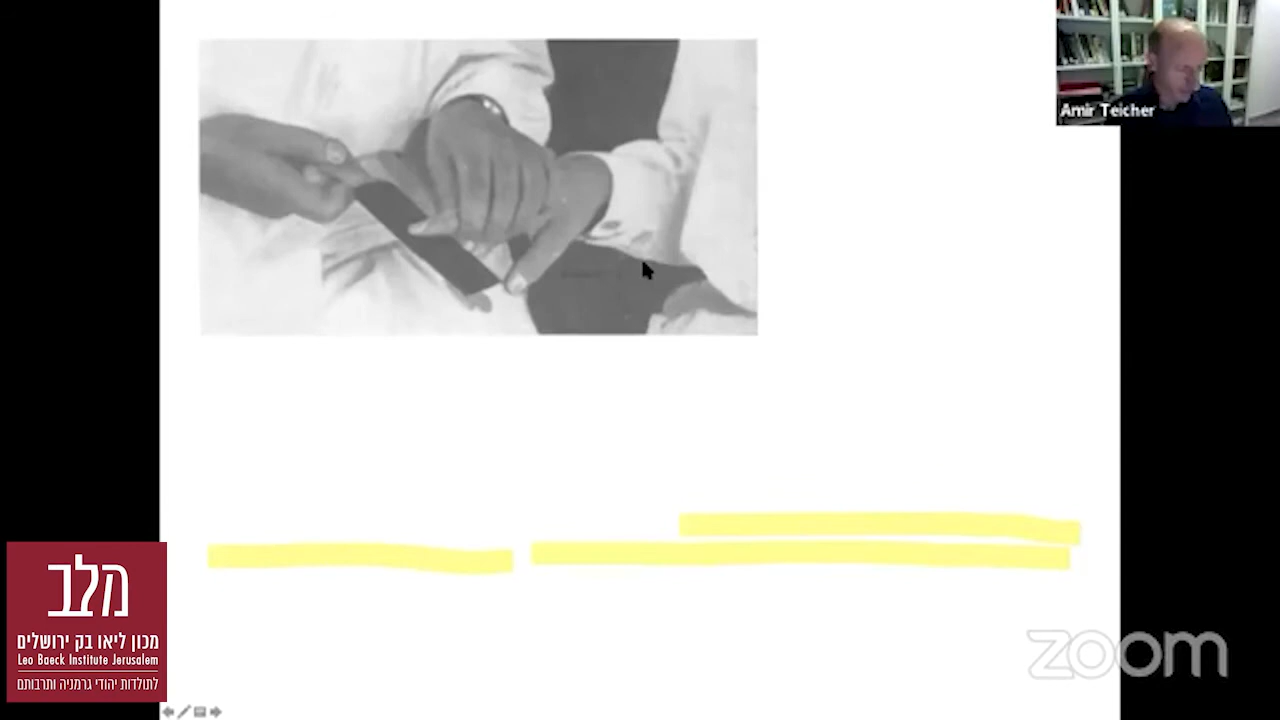 Amir Teicher
מלב
מכון ליאו בק ירושלים
Leo Baeck Institute Jerusalem
לתולדות יהודי גרמניה ותרבותם
zoom